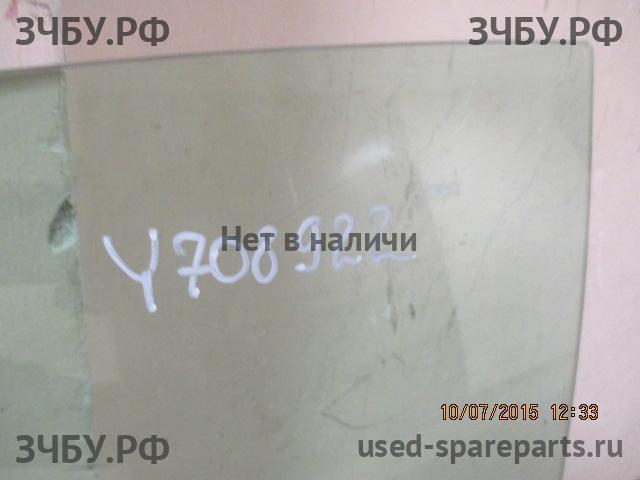 ЗЧБУ.РФ ЗЧБУ.РФ
Y708922
Нет в наличи
10/07/2015 12:33
ЗЧБУ.РФ used-spareparts.ru